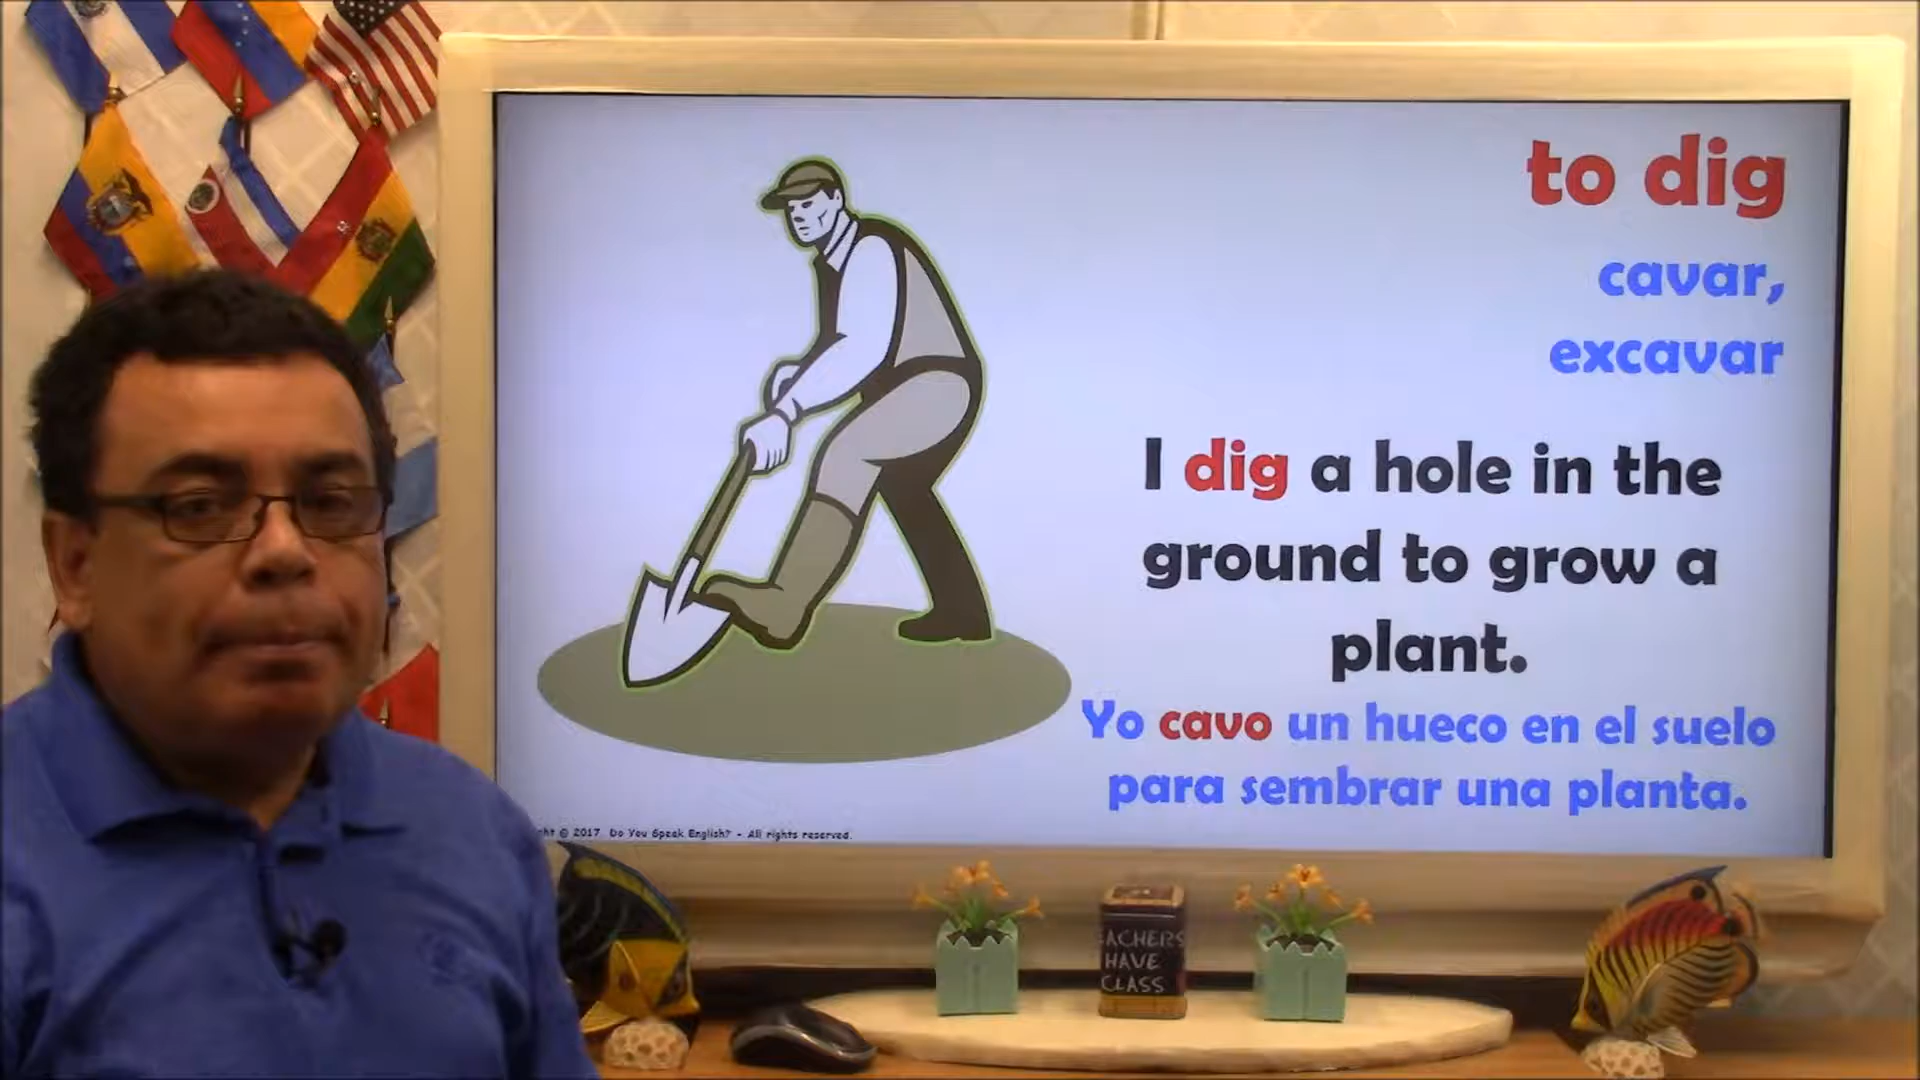 to dig
cavar,
excavar
I dig a hole in the
ground to grow a
plant.
Yo cavo un hueco en el suelo
para sembrar una planta.
© 2017 Do You Speak English? - All rights reserved.
HAVE
CLASS